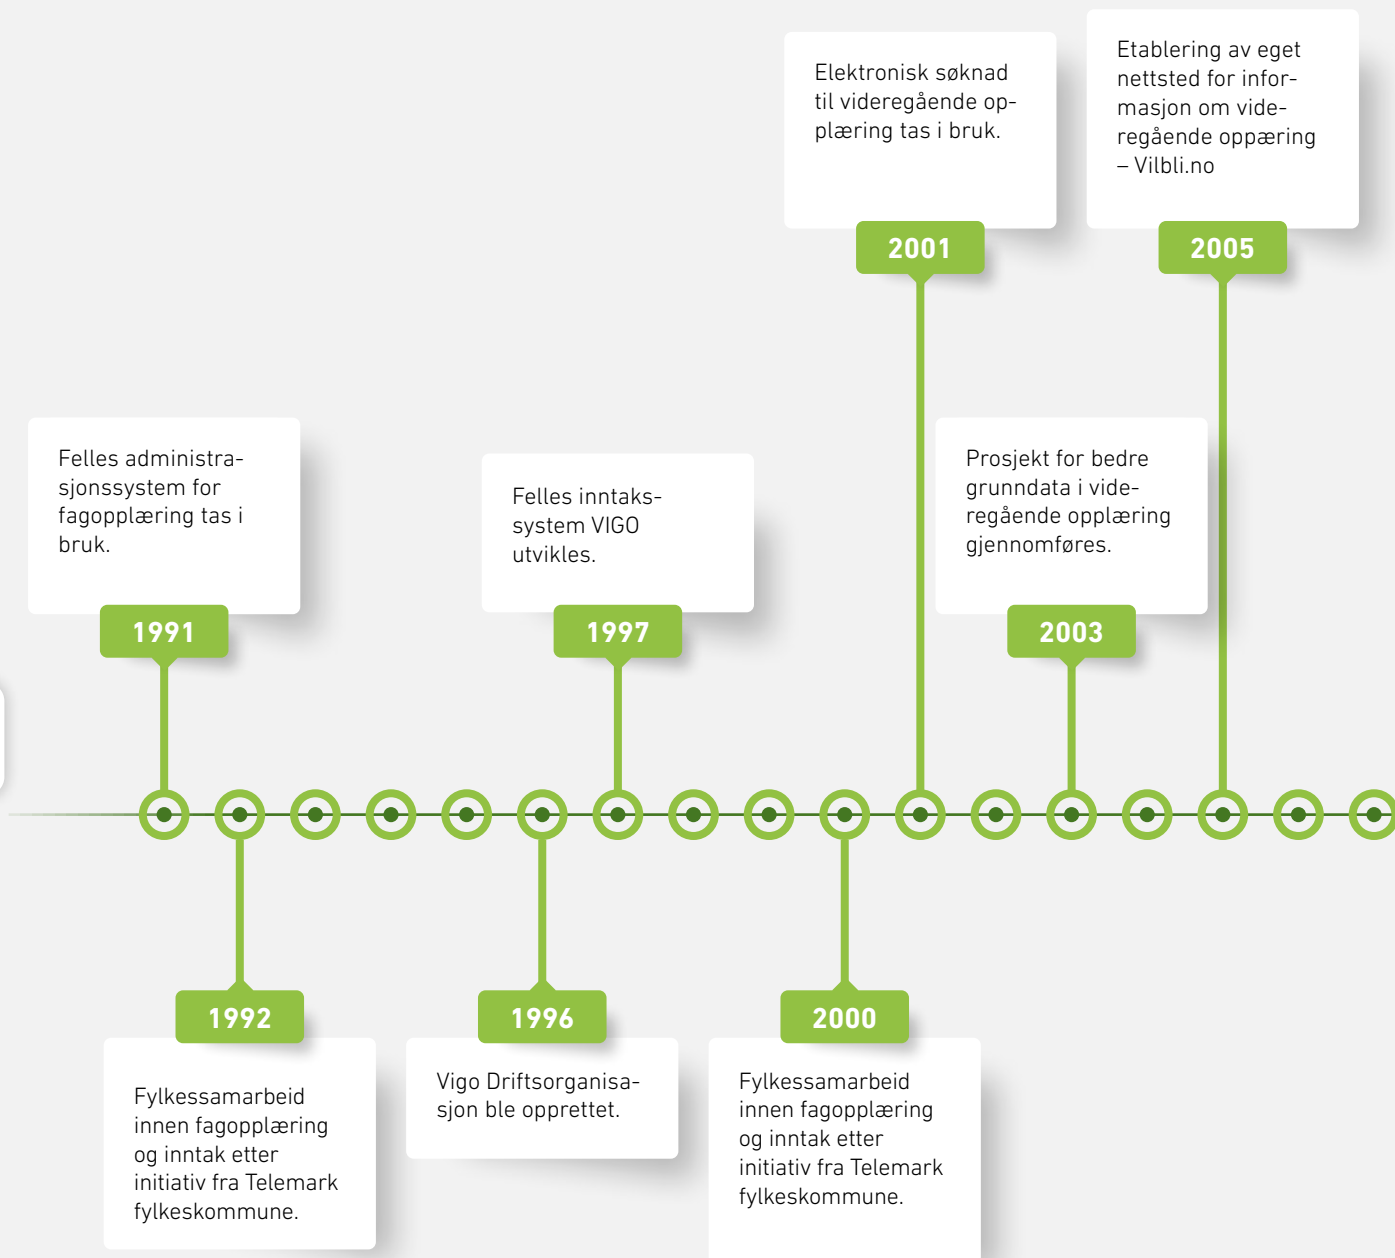 Felles administra-
sjonssystem for
fagopplæring tas i
bruk.
1991
1992
Fylkessamarbeid
innen fagopplæring
og inntak etter
initiativ fra Telemark
fylkeskommune.
1996
Vigo Driftsorganisa-
sjon ble opprettet.
Felles inntaks-
system VIGO
utvikles.
1997
2000
Fylkessamarbeid
innen fagopplæring
og inntak etter
initiativ fra Telemark
fylkeskommune.
Elektronisk søknad
til videregående op-
plæring tas i bruk.
2001
Prosjekt for bedre
grunndata i vide-
regående opplæring
gjennomføres.
2003
Etablering av eget
nettsted for infor-
masjon om vide-
regående oppæring
– Vilbli.no
2005